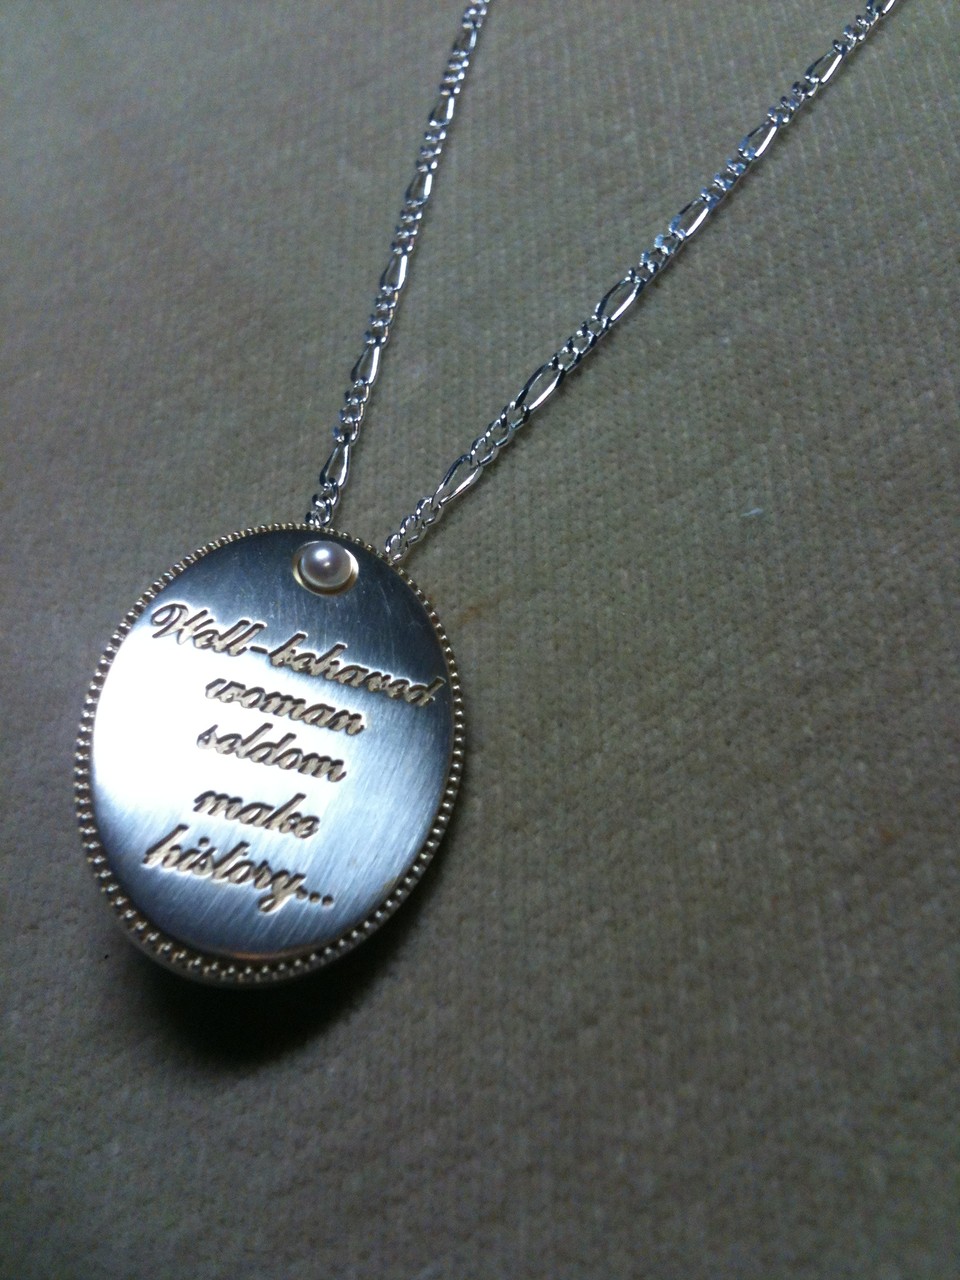 Well-behaved
woman
seldom
make
history...